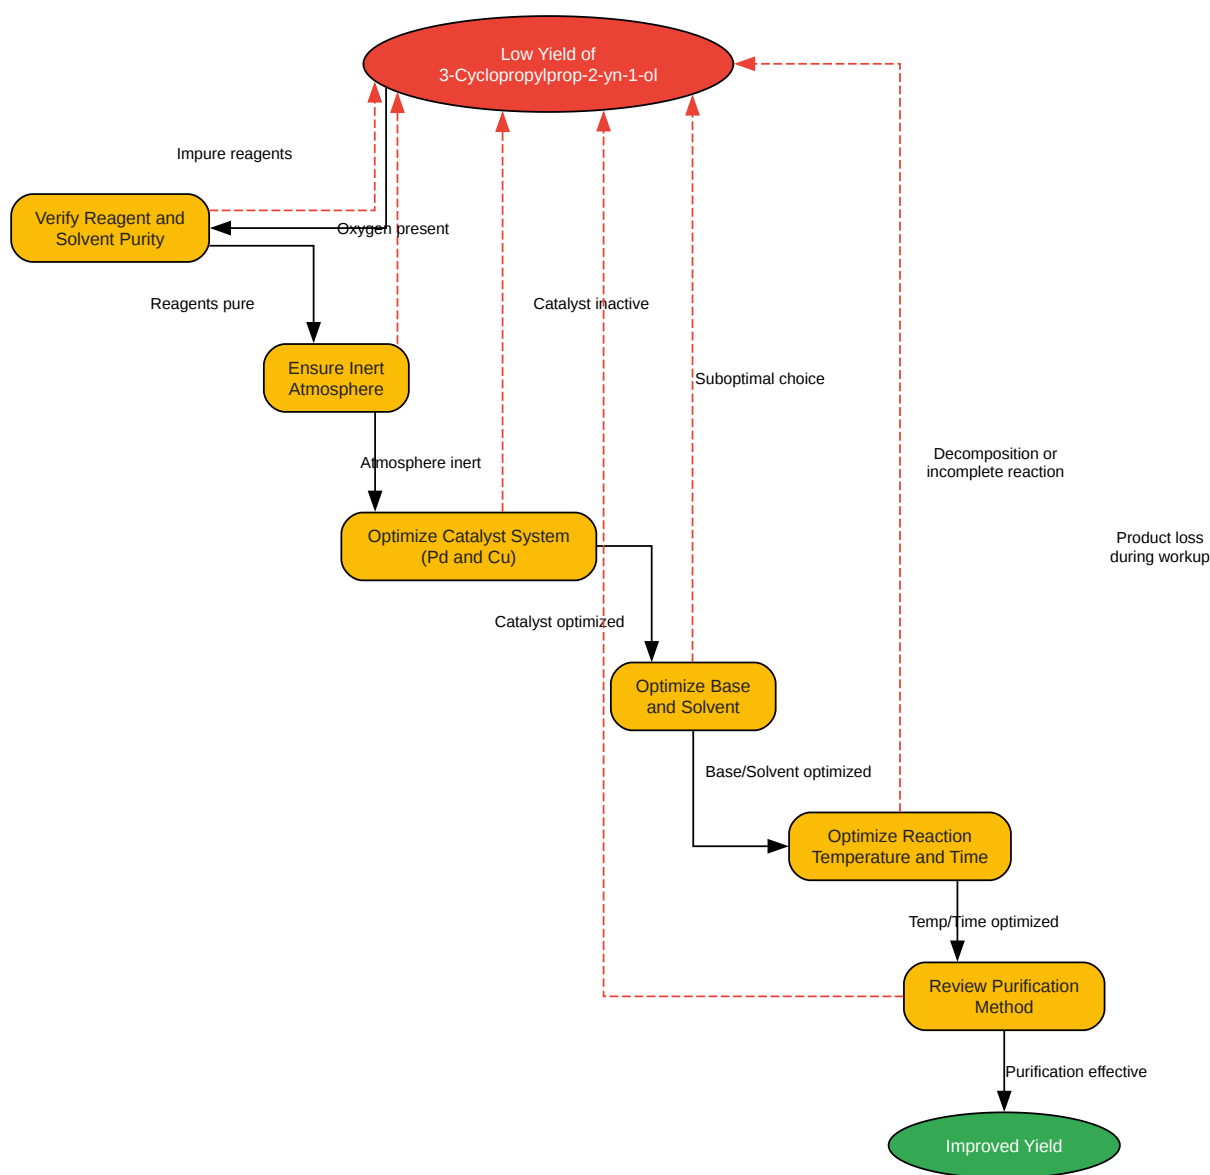 Low Yield of
3-Cyclopropylprop-2-yn-1-ol
Impure reagents
Verify Reagent and
Solvent Purity
Oxygen present
Reagents pure
Catalyst inactive
Ensure Inert
Atmosphere
Suboptimal choice
Atmosphere inert
Decomposition or
incomplete reaction
Optimize Catalyst System
(Pd and Cu)
Product loss
during workup
Catalyst optimized
Optimize Base
and Solvent
Base/Solvent optimized
Optimize Reaction
Temperature and Time
Temp/Time optimized
Review Purification
Method
Purification effective
Improved Yield